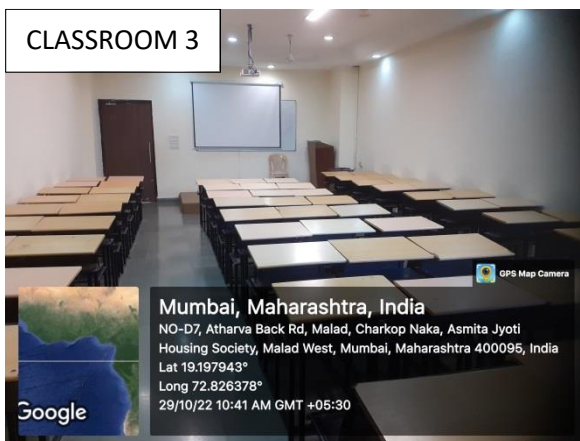 CLASSROOM 3
GPS Map Camera
Mumbai, Maharashtra, India
NO-D7, Atharva Back Rd, Malad, Charkop Naka, Asmita Jyoti
Housing Society, Malad West, Mumbai, Maharashtra 400095, India
Lat 19.197943°
Long 72.826378°
29/10/22 10:41 AM GMT +05:30
Google